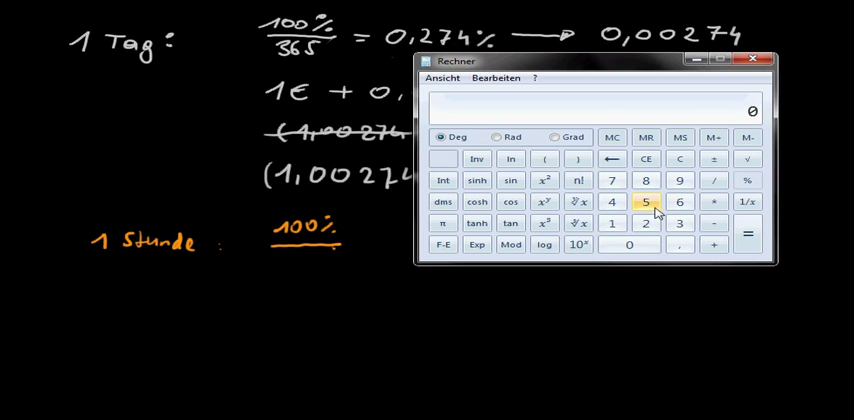 1 Tag: 100% / 365 = 0,274% → 0,00274
1€ + 0,
(1,00274
(1,00274
1 Stunde : 100%
Rechner
Ansicht Bearbeiten ?
0
Deg Rad Grad MC MR MS M+ M-
Inv ln ( ) ← CE C ± √
Int sinh sin x² n! 7 8 9 / %
dms cosh cos xʸ ʸ√x 4 5 6 * 1/x
π tanh tan x³ ³√x 1 2 3 - =
F-E Exp Mod log 10ˣ 0 , +